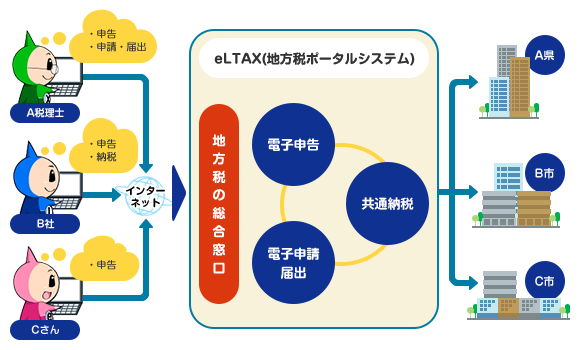 ・申告
・申請・届出
A税理士
・申告
・納税
B社
・申告
Cさん
インター
ネット
eLTAX(地方税ポータルシステム)
地方税の総合窓口
電子申告
共通納税
電子申請
届出
A県
B市
C市